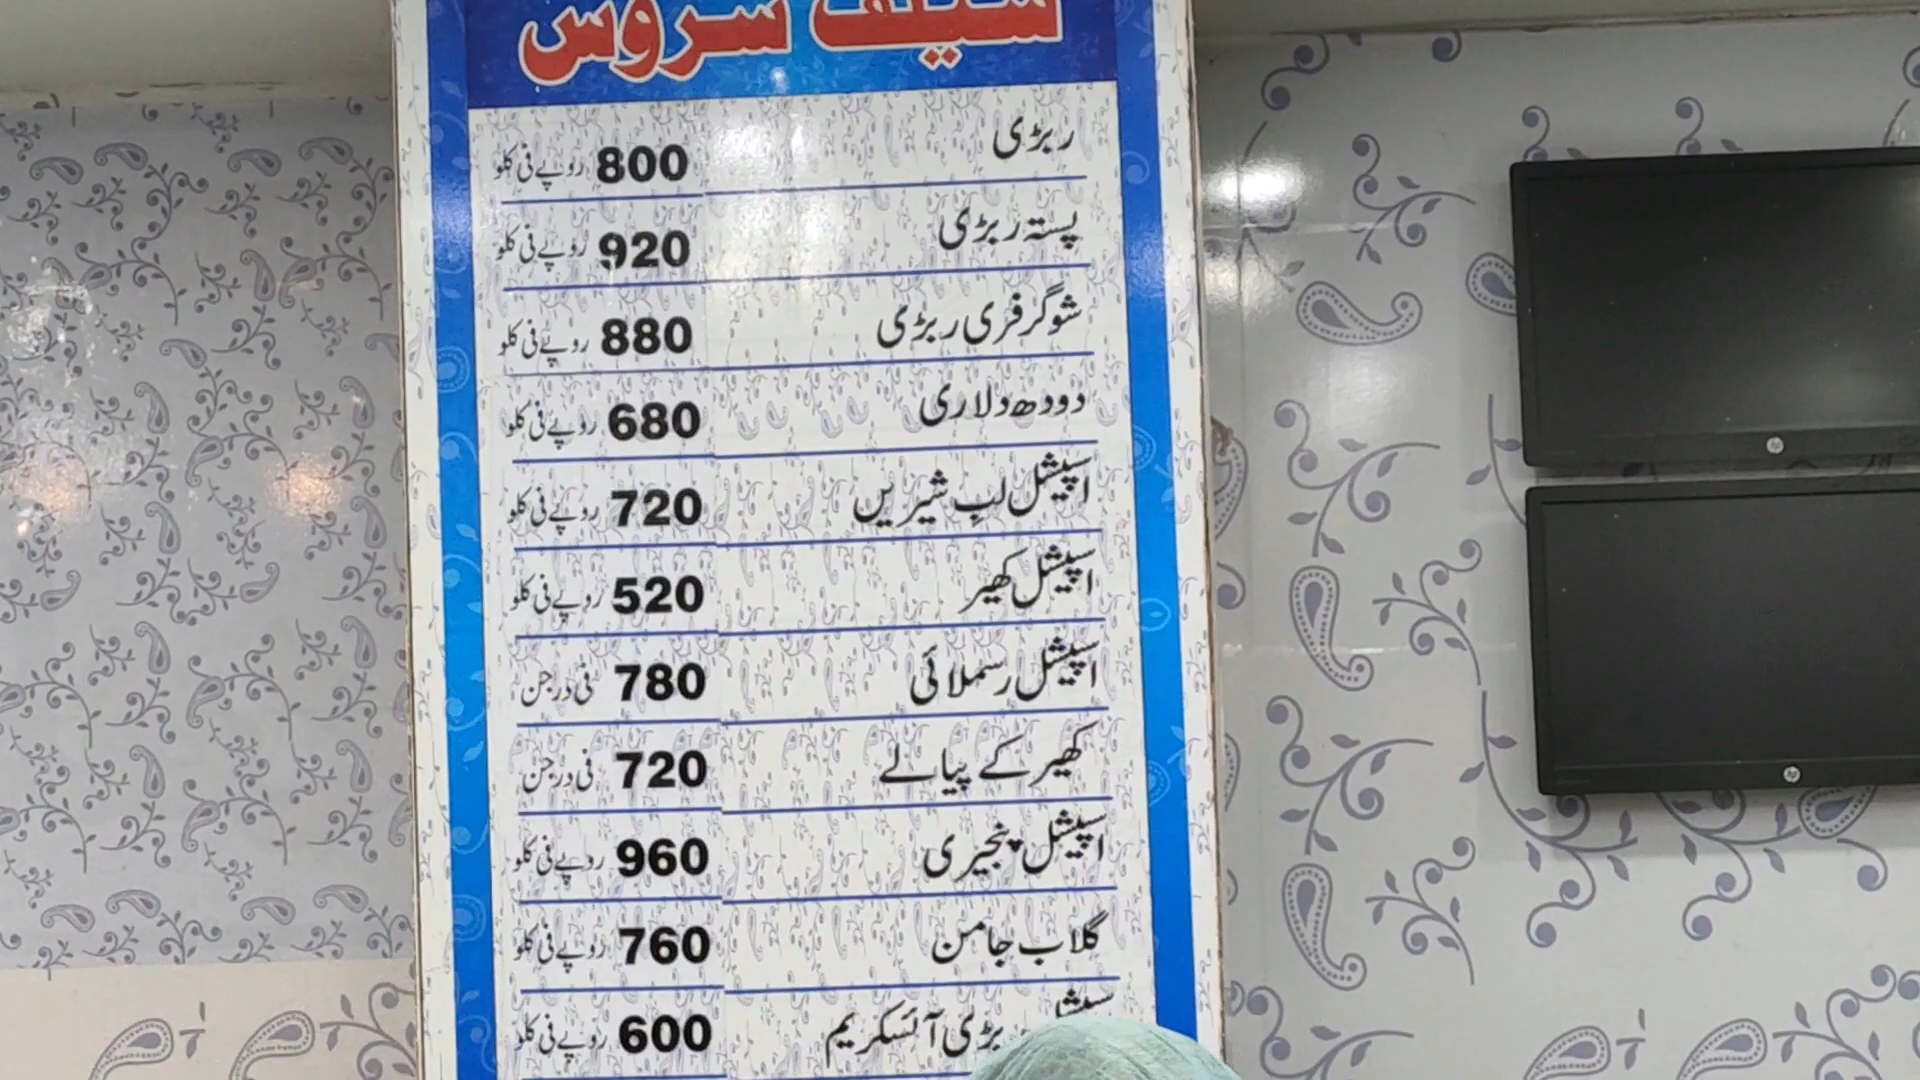 سیلف سروس
ربڑی 800 روپے فی کلو
پستہ ربڑی 920 روپے فی کلو
شوگر فری ربڑی 880 روپے فی کلو
دودھ دلاری 680 روپے فی کلو
اسپیشل لبِ شیریں 720 روپے فی کلو
اسپیشل کھیر 520 روپے فی کلو
اسپیشل رسملائی 780 فی درجن
کھیر کے پیالے 720 فی درجن
اسپیشل پنجیری 960 روپے فی کلو
گلاب جامن 760 روپے فی کلو
آئسکریم 600 روپے فی کلو
hp
hp